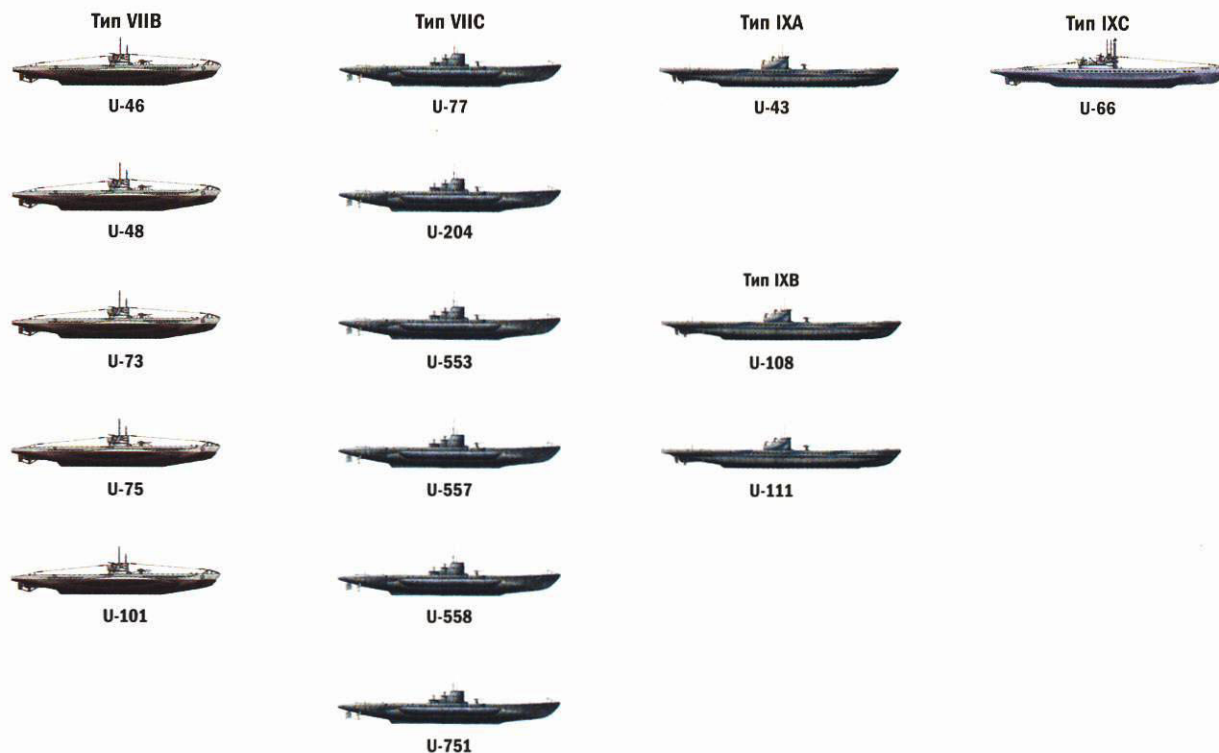 Тип VIIB
Тип VIIC
Тип IXA
Тип IXC
U-46
U-77
U-43
U-66
U-48
U-204
Тип IXB
U-73
U-553
U-108
U-75
U-557
U-111
U-101
U-558
U-751